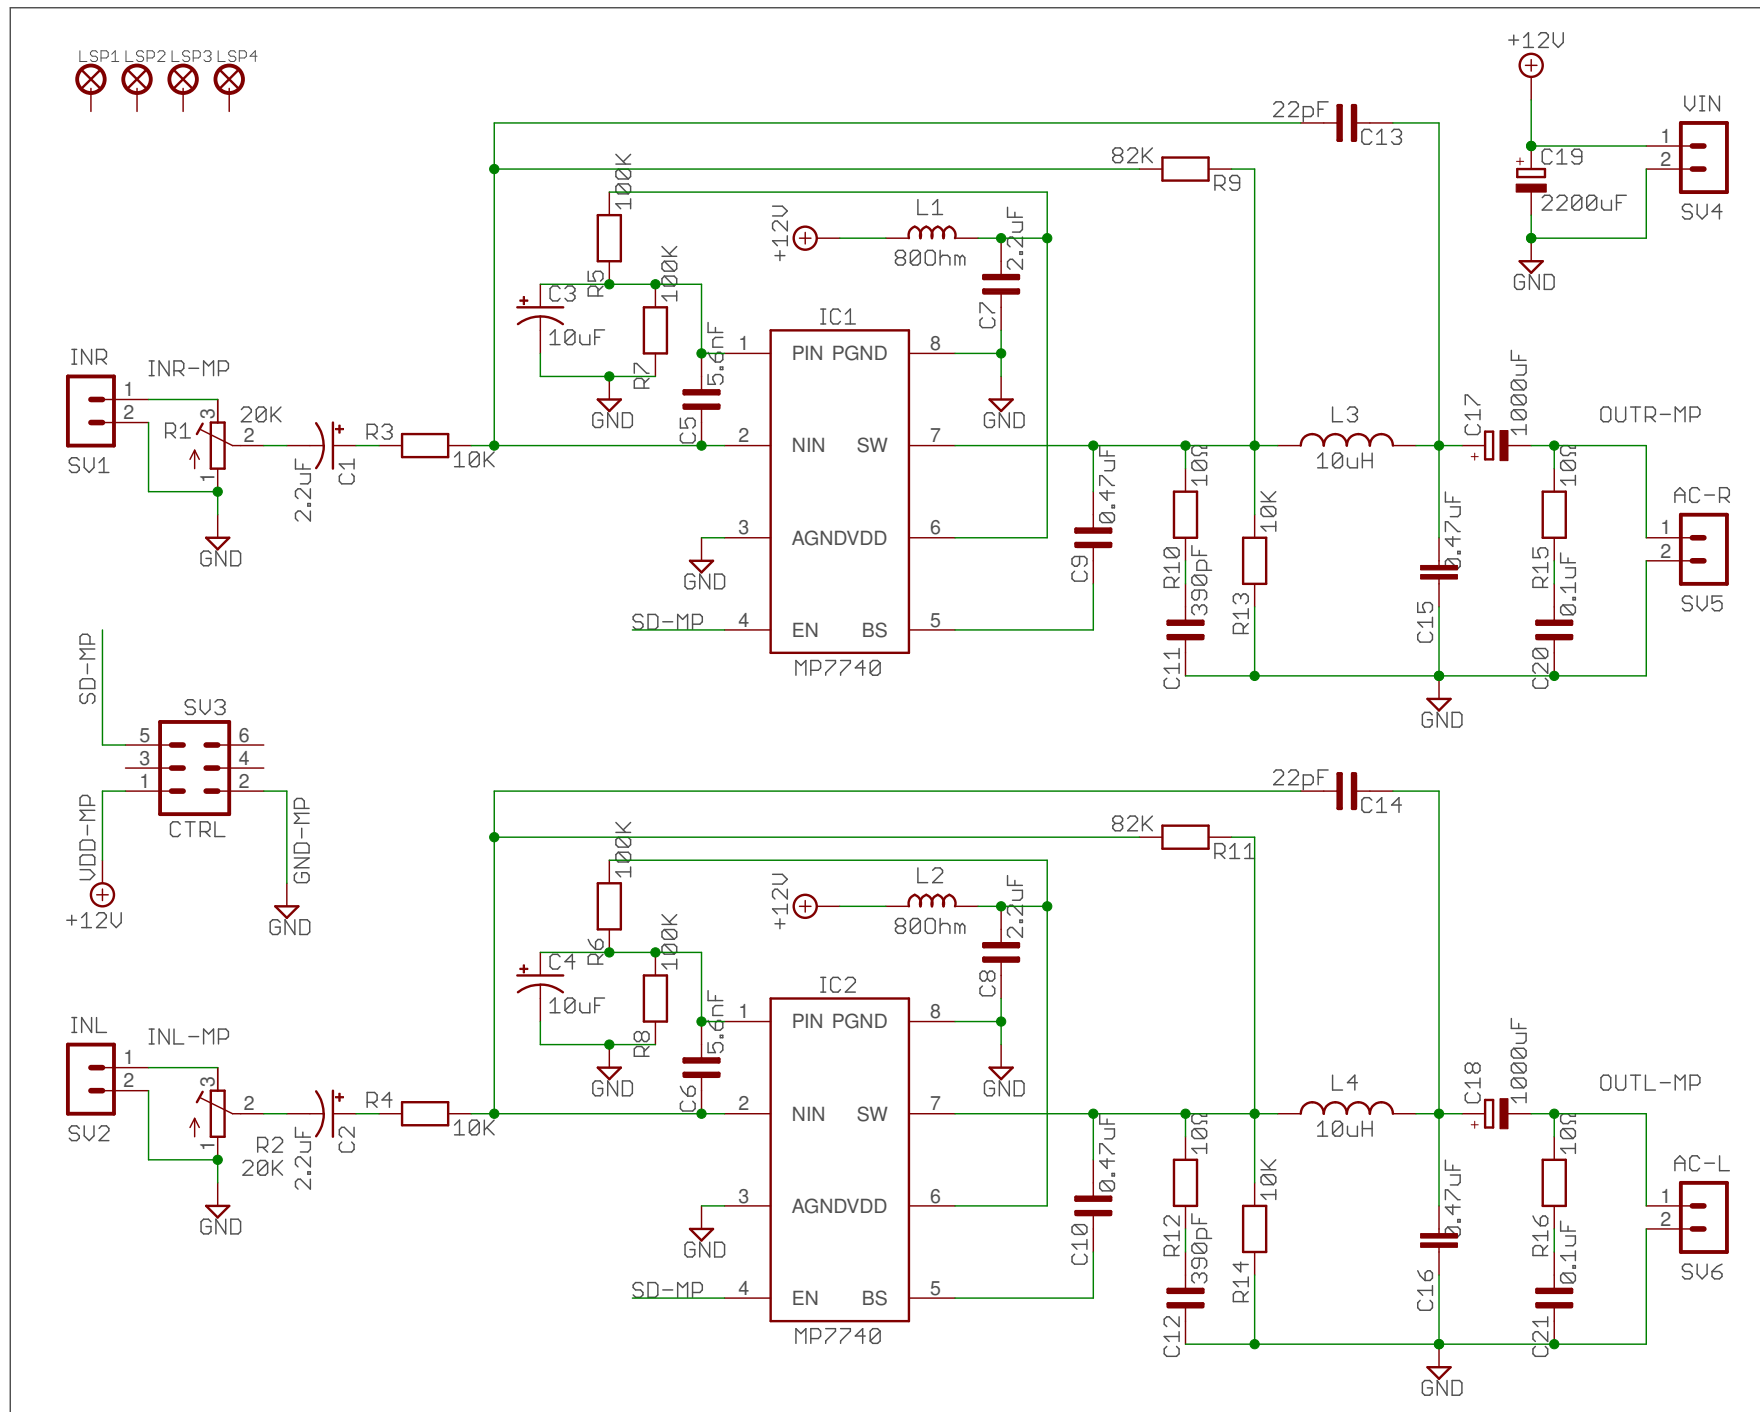 LSP1 LSP2 LSP3 LSP4
+12V
VIN
1
2
C19
2200uF
SV4
GND
22pF
C13
82K
R9
100K
R5
+12V
L1
80Ohm
2.2uF
C7
C3
10uF
100K
R7
GND
5.6nF
C5
IC1
1 PIN PGND 8
2 NIN SW 7
3 AGND VDD 6
4 EN BS 5
MP7740
GND
GND
SD-MP
INR
INR-MP
1
2
SV1
R1
20K
3
2
1
GND
2.2uF
C1
R3
10K
0.47uF
C9
10Ω
R10
390pF
C11
10K
R13
L3
10uH
0.47uF
C15
C17
1000uF
+
OUTR-MP
10Ω
R15
0.1uF
C20
AC-R
1
2
SV5
GND
SD-MP
SV3
5 6
3 4
1 2
CTRL
VDD-MP
GND-MP
+12V
GND
22pF
C14
82K
R11
100K
R6
+12V
L2
80Ohm
2.2uF
C8
C4
10uF
100K
R8
GND
5.6nF
C6
IC2
1 PIN PGND 8
2 NIN SW 7
3 AGND VDD 6
4 EN BS 5
MP7740
GND
GND
SD-MP
INL
INL-MP
1
2
SV2
3
2
1
R2
20K
GND
2.2uF
C2
R4
10K
0.47uF
C10
10Ω
R12
390pF
C12
10K
R14
L4
10uH
0.47uF
C16
C18
1000uF
+
OUTL-MP
10Ω
R16
0.1uF
C21
AC-L
1
2
SV6
GND